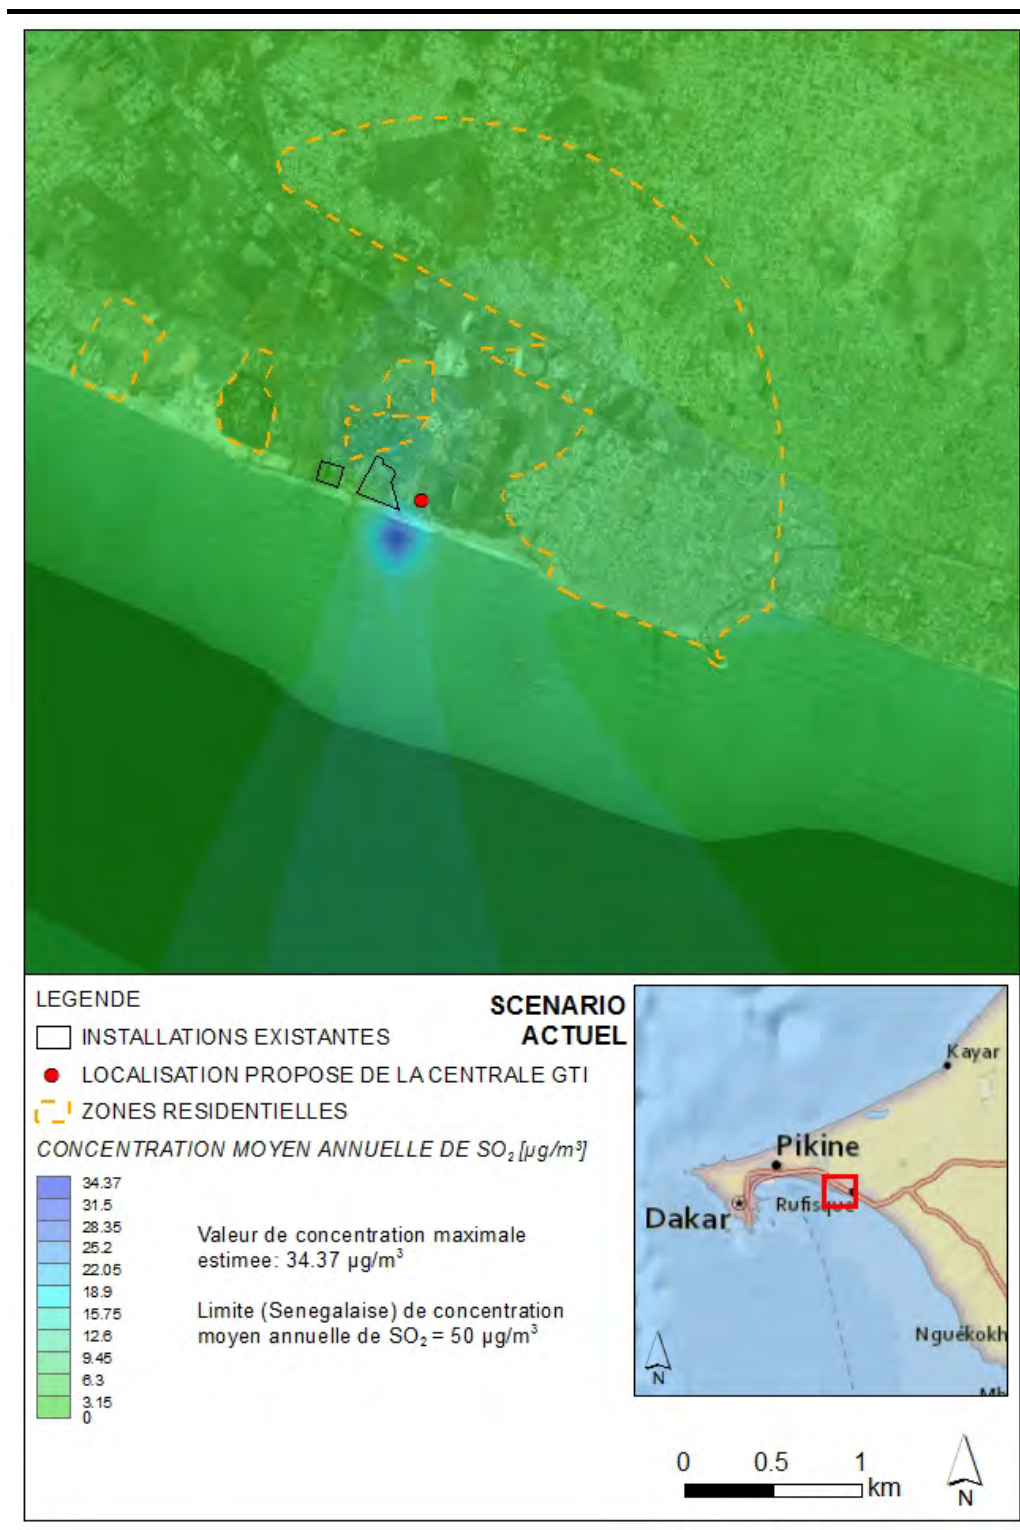 LEGENDE
SCENARIO
ACTUEL
INSTALLATIONS EXISTANTES
LOCALISATION PROPOSE DE LA CENTRALE GTI
ZONES RESIDENTIELLES
CONCENTRATION MOYEN ANNUELLE DE SO₂ [µg/m³]
34.37
31.5
28.35
25.2
22.05
18.9
15.75
12.6
9.45
6.3
3.15
0
Valeur de concentration maximale
estimee: 34.37 µg/m³
Limite (Senegalaise) de concentration
moyen annuelle de SO₂ = 50 µg/m³
Kayar
Pikine
Dakar
Rufisque
Nguékokh
N
0 0.5 1
km
N